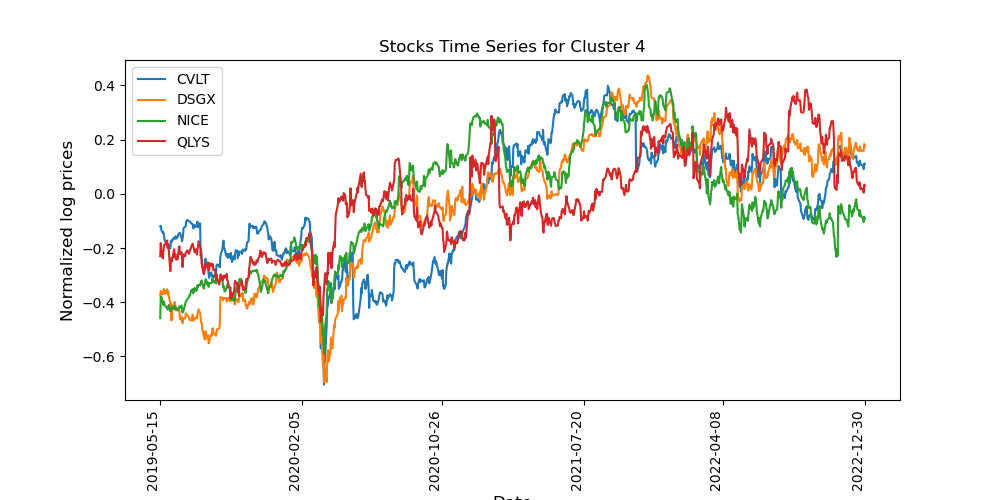 Stocks Time Series for Cluster 4
CVLT
DSGX
NICE
QLYS
Normalized log prices
0.4
0.2
0.0
−0.2
−0.4
−0.6
2019-05-15
2020-02-05
2020-10-26
2021-07-20
2022-04-08
2022-12-30